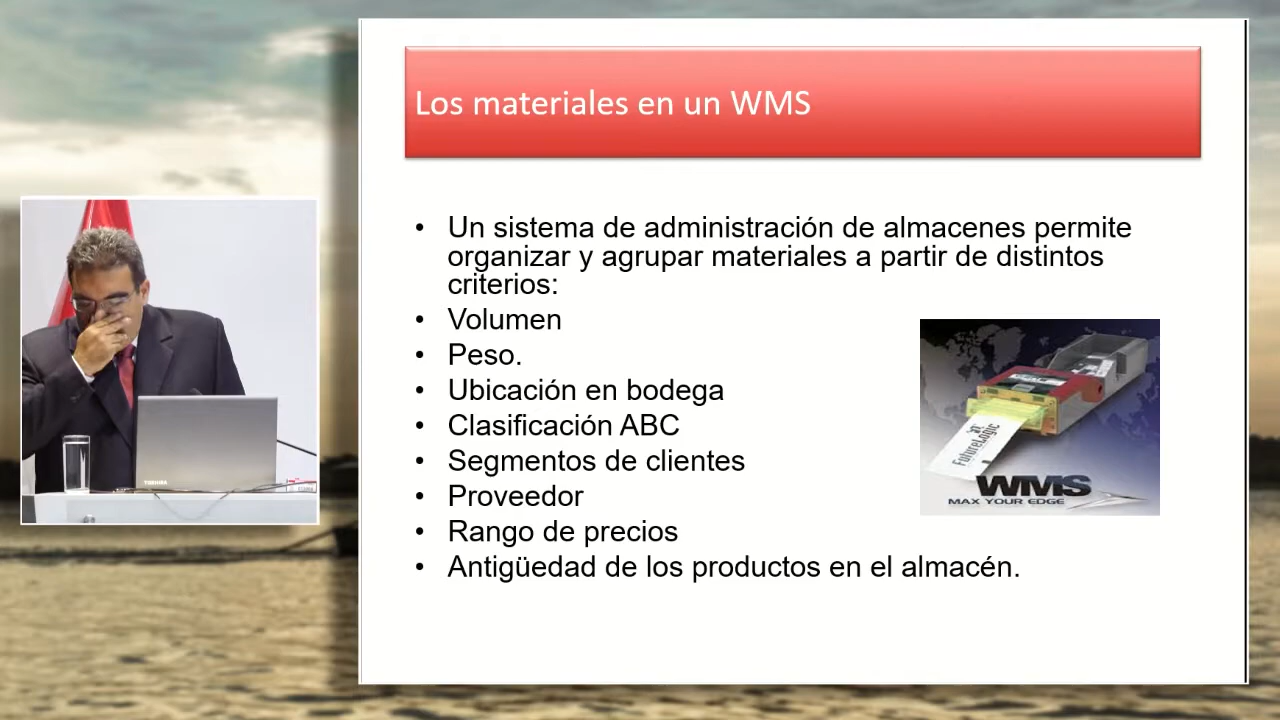 Los materiales en un WMS
• Un sistema de administración de almacenes permite
organizar y agrupar materiales a partir de distintos
criterios:
• Volumen
• Peso.
• Ubicación en bodega
• Clasificación ABC
• Segmentos de clientes
• Proveedor
• Rango de precios
• Antigüedad de los productos en el almacén.
FutureLogic
WMS
MAX YOUR EDGE
TOSHIBA